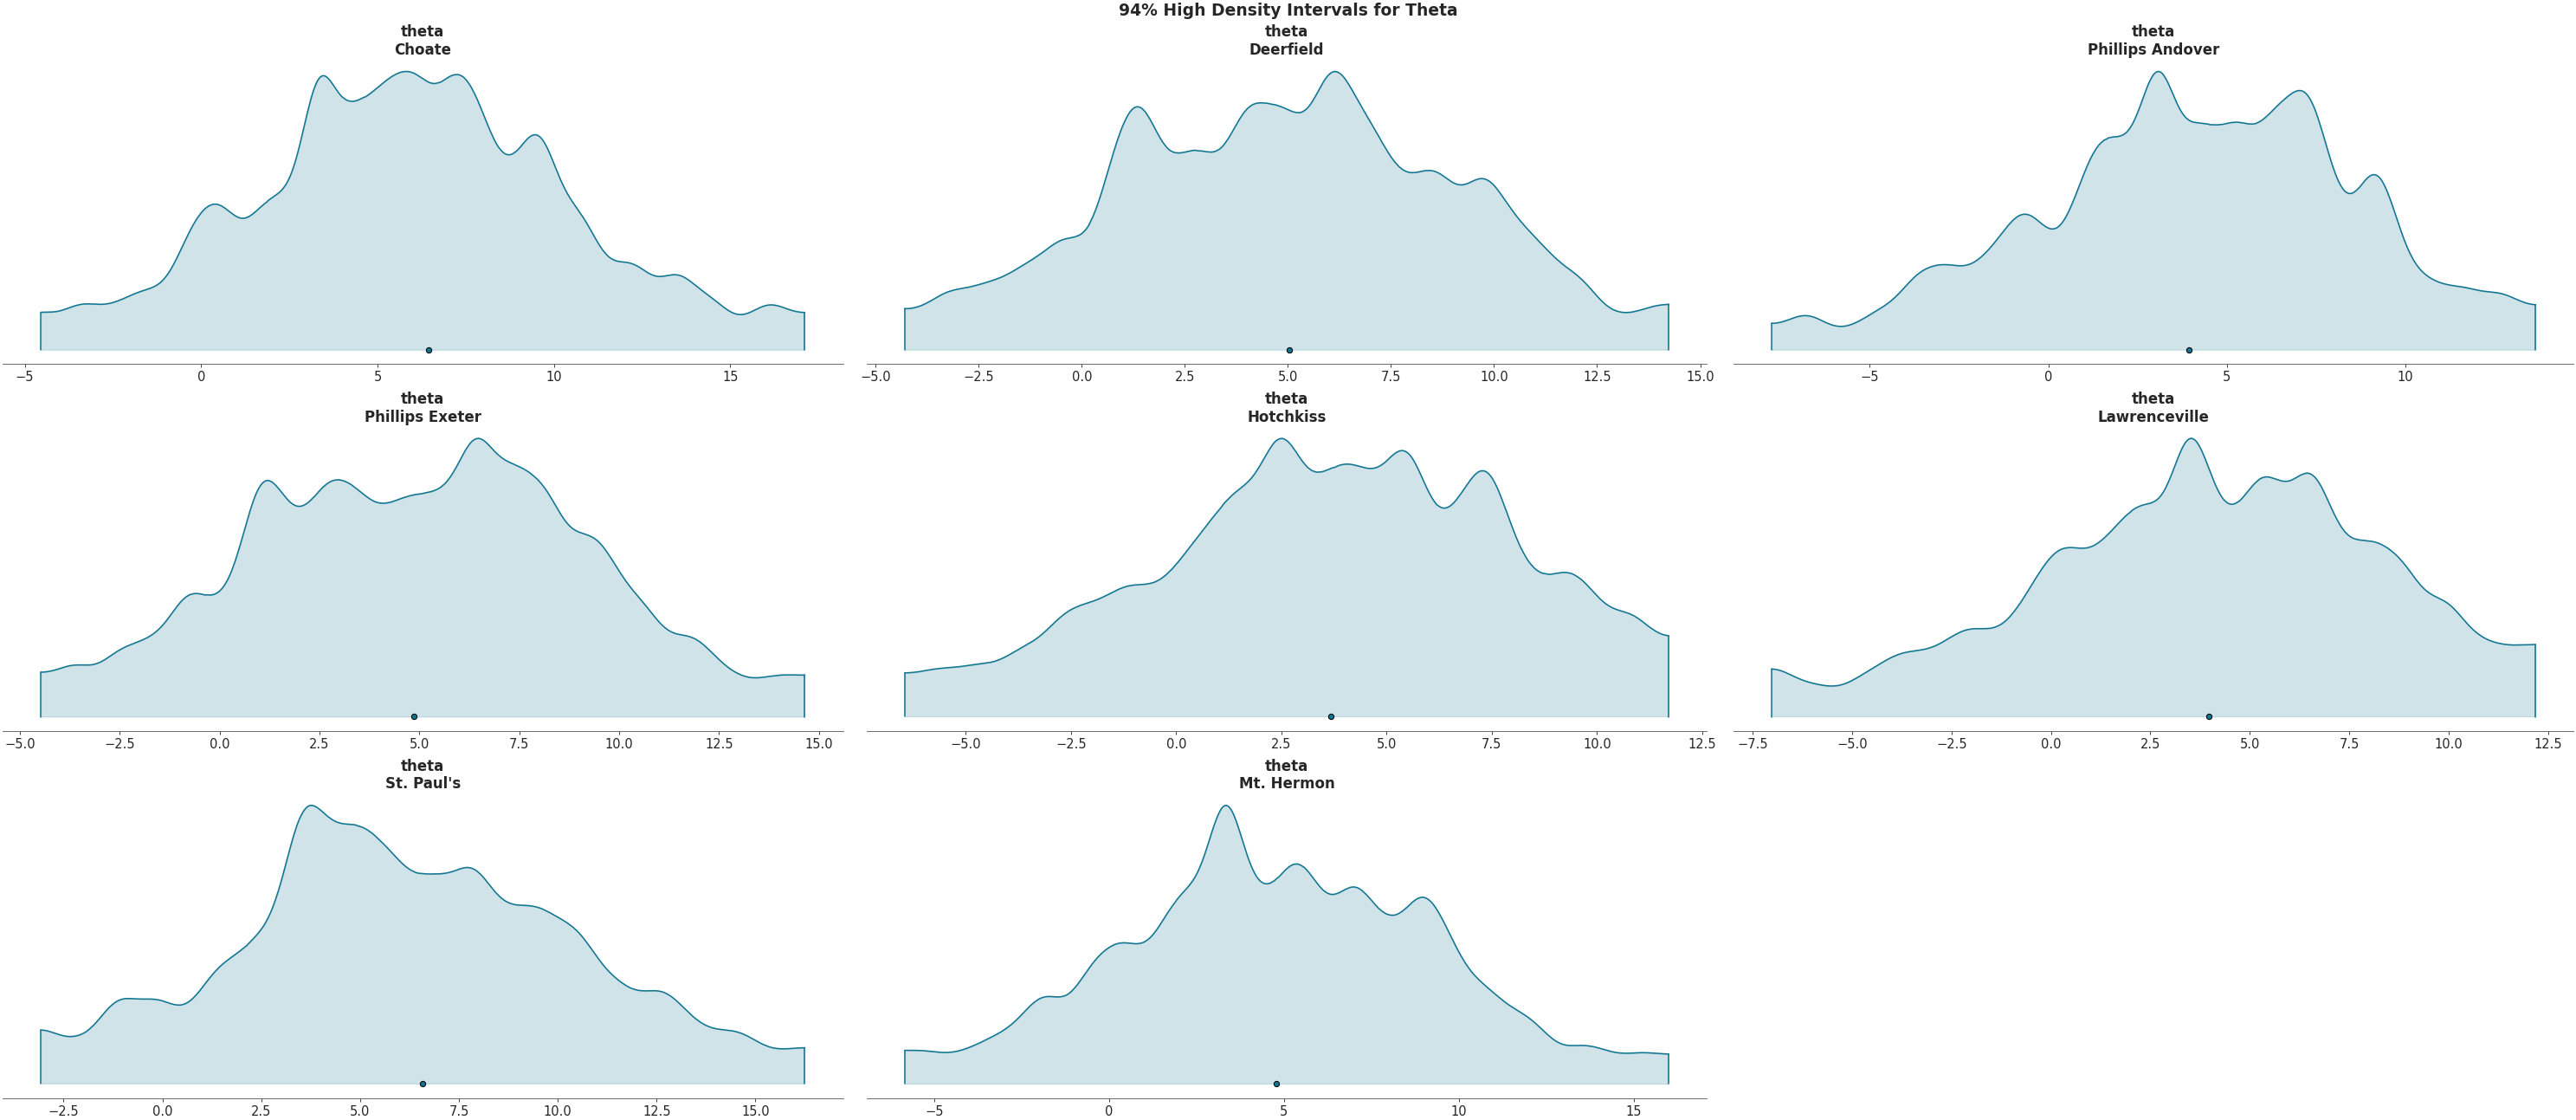 94% High Density Intervals for Theta
theta
Choate
−5 0 5 10 15
theta
Deerfield
−5.0 −2.5 0.0 2.5 5.0 7.5 10.0 12.5 15.0
theta
Phillips Andover
−5 0 5 10
theta
Phillips Exeter
−5.0 −2.5 0.0 2.5 5.0 7.5 10.0 12.5 15.0
theta
Hotchkiss
−5.0 −2.5 0.0 2.5 5.0 7.5 10.0 12.5
theta
Lawrenceville
−7.5 −5.0 −2.5 0.0 2.5 5.0 7.5 10.0 12.5
theta
St. Paul's
−2.5 0.0 2.5 5.0 7.5 10.0 12.5 15.0
theta
Mt. Hermon
−5 0 5 10 15